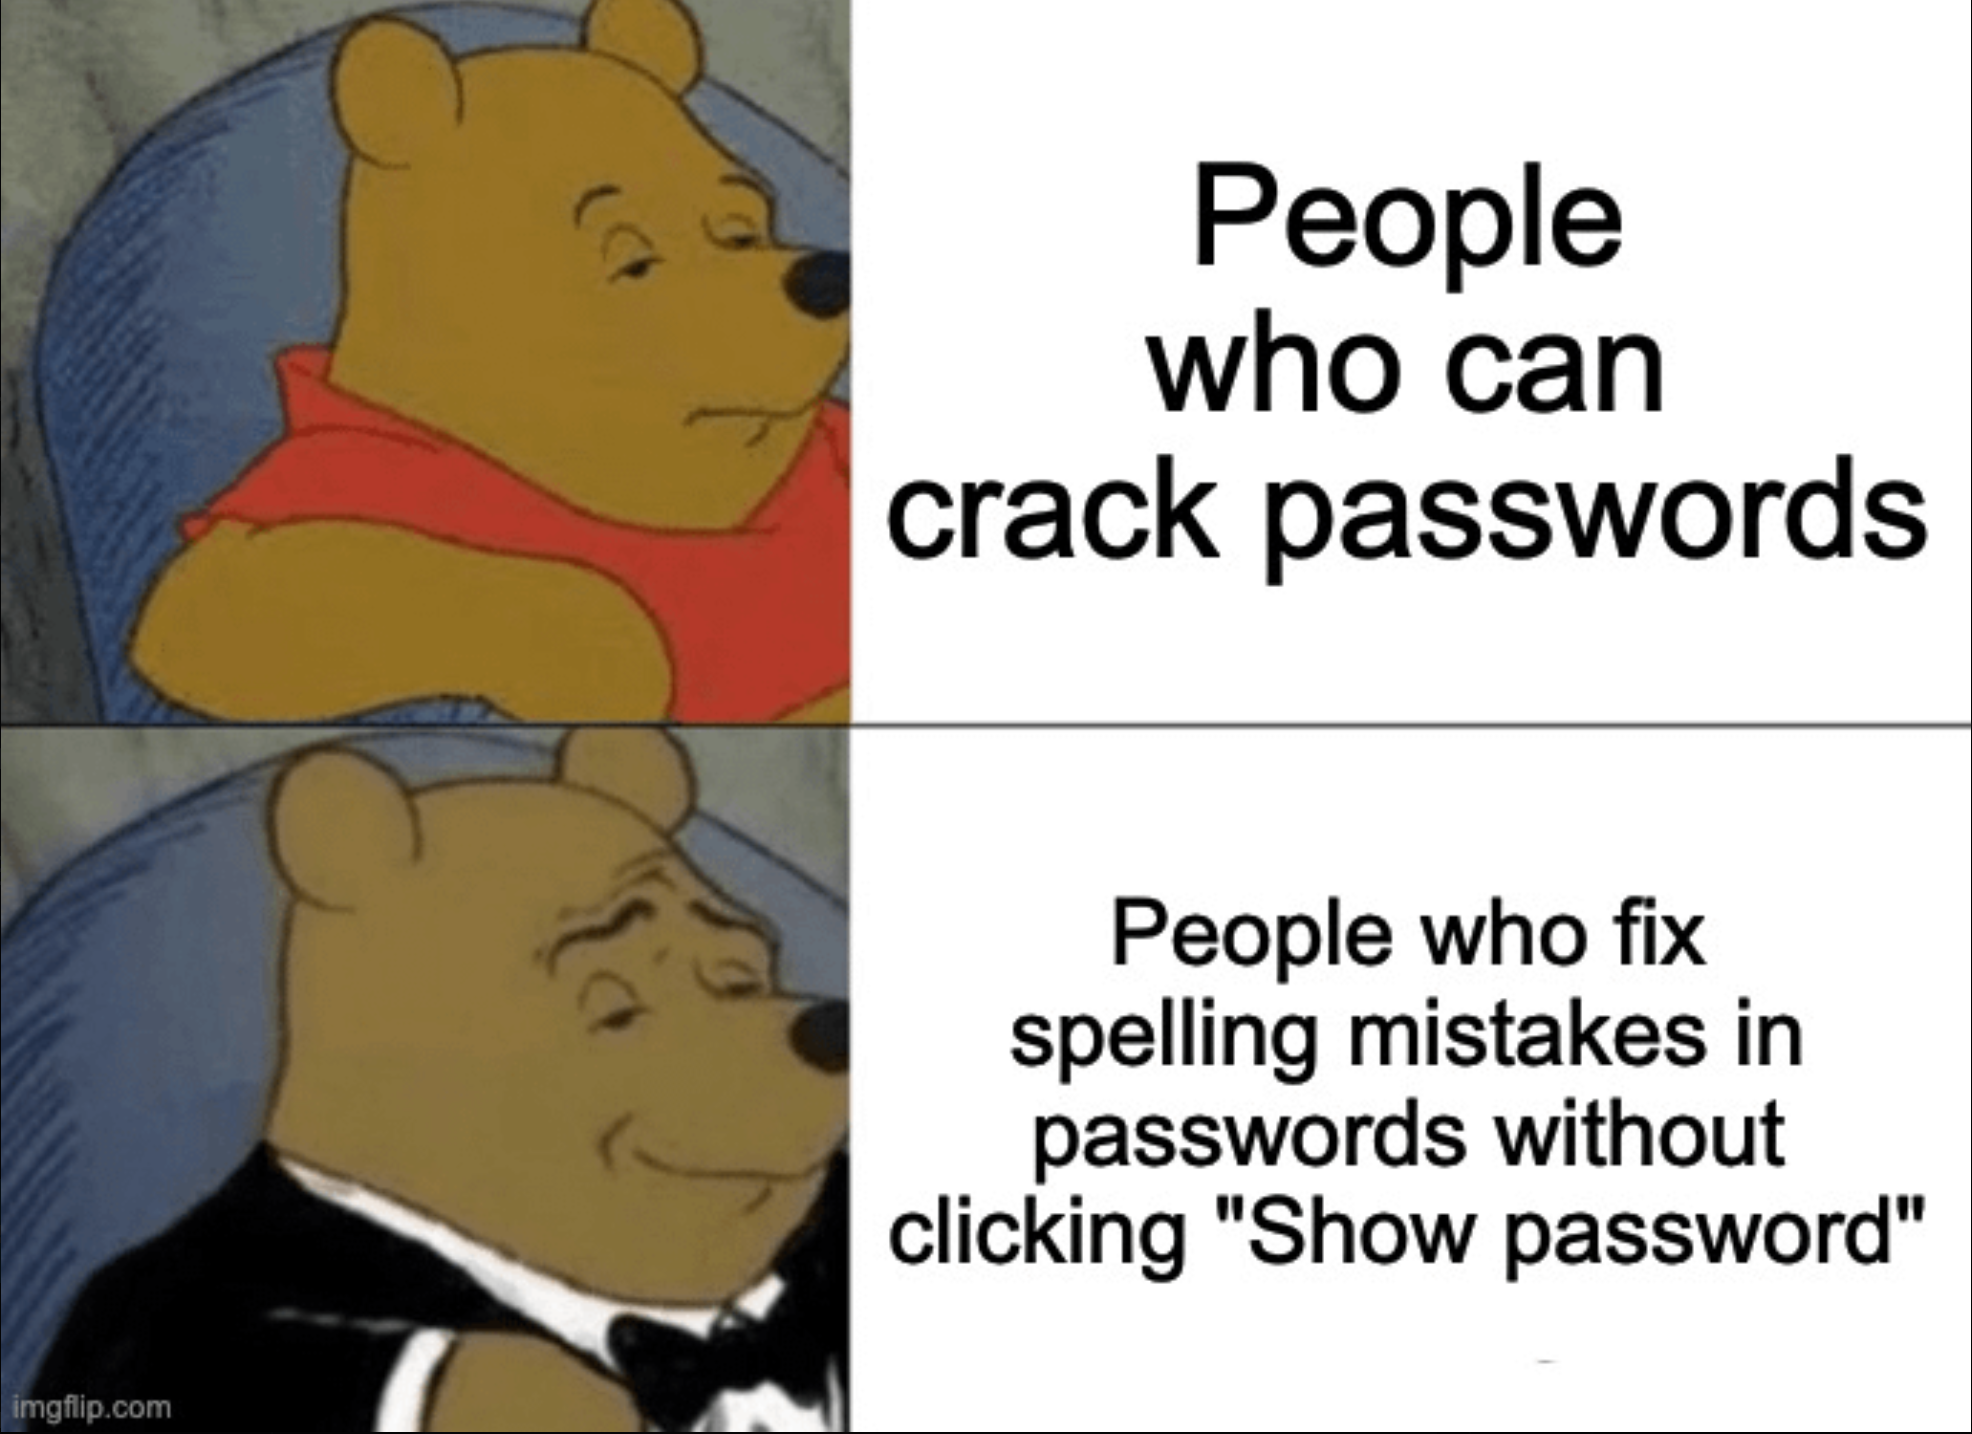 People
who can
crack passwords
People who fix
spelling mistakes in
passwords without
clicking "Show password"
imgflip.com